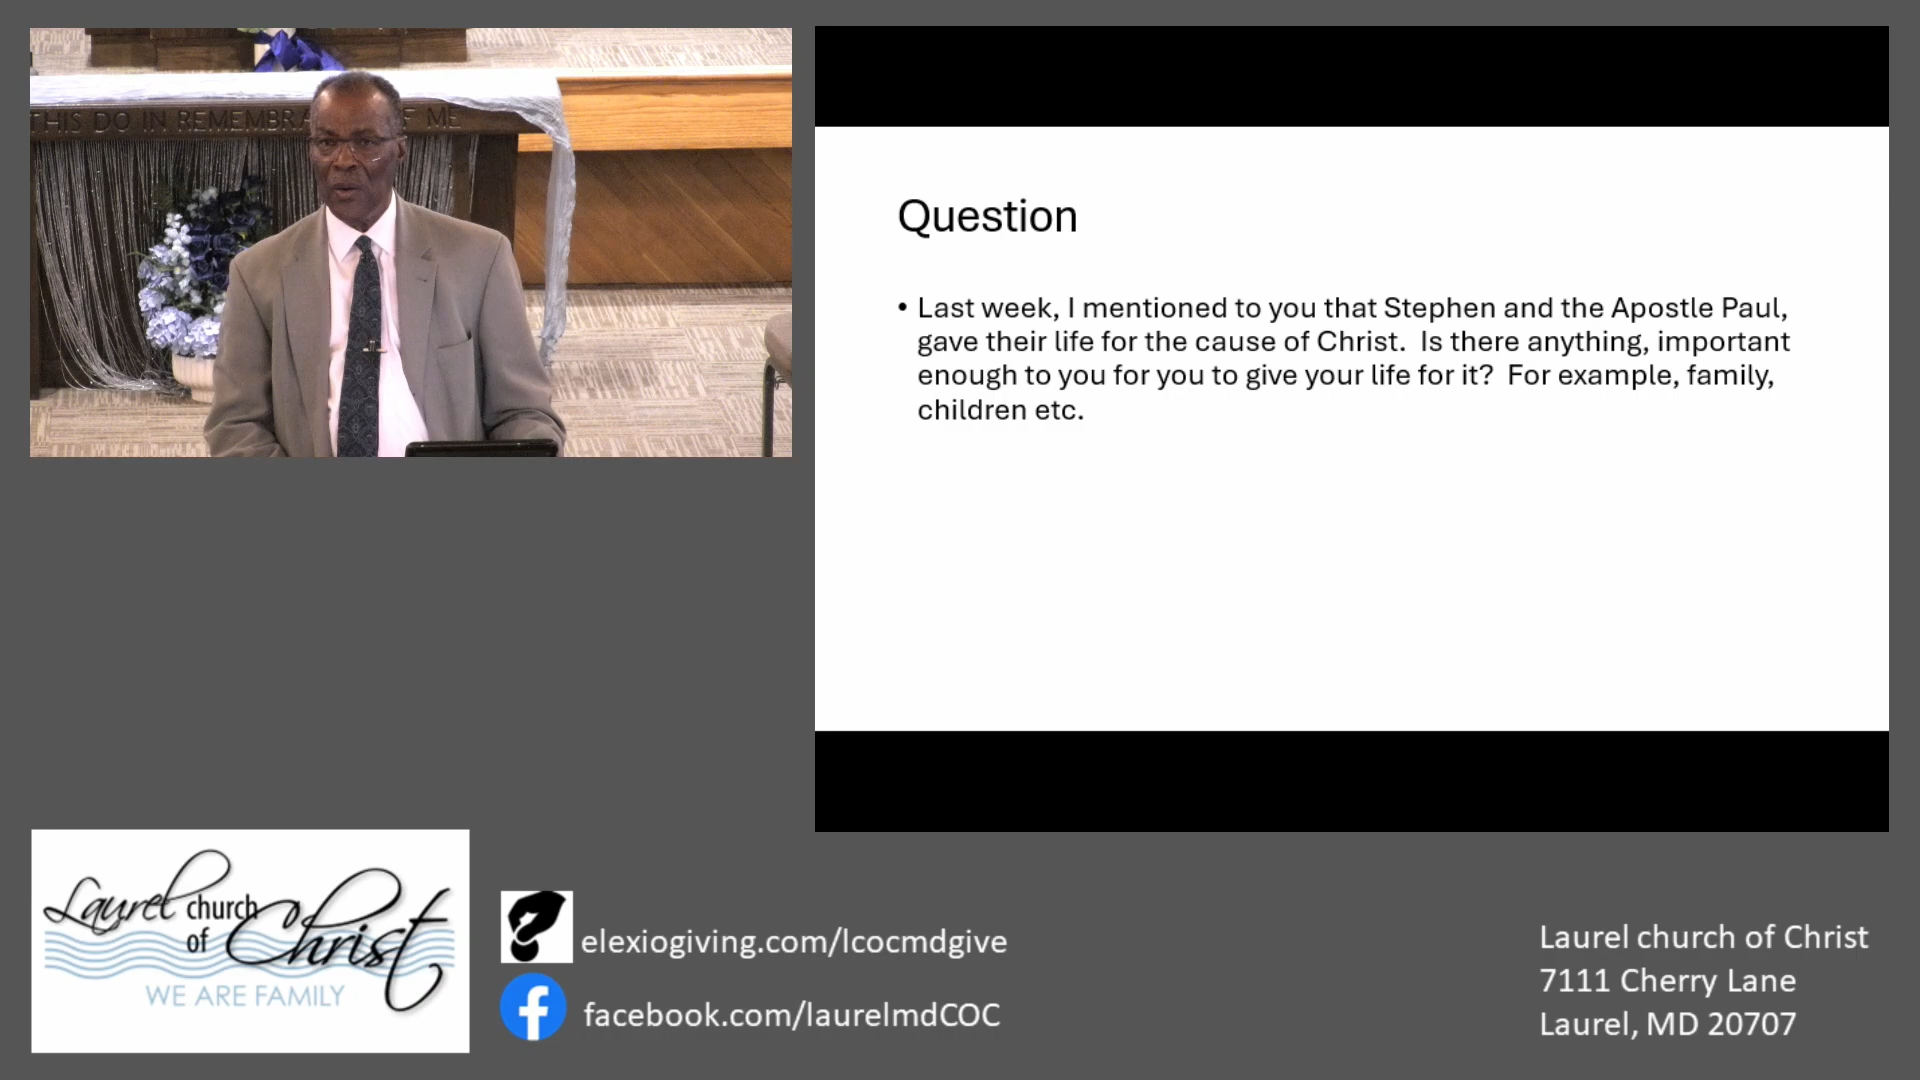 THIS DO IN REMEMBRA F ME
Question
• Last week, I mentioned to you that Stephen and the Apostle Paul,
gave their life for the cause of Christ.  Is there anything, important
enough to you for you to give your life for it?  For example, family,
children etc.
Laurel church
of Christ
WE ARE FAMILY
elexiogiving.com/lcocmdgive
facebook.com/laurelmdCOC
Laurel church of Christ
7111 Cherry Lane
Laurel, MD 20707